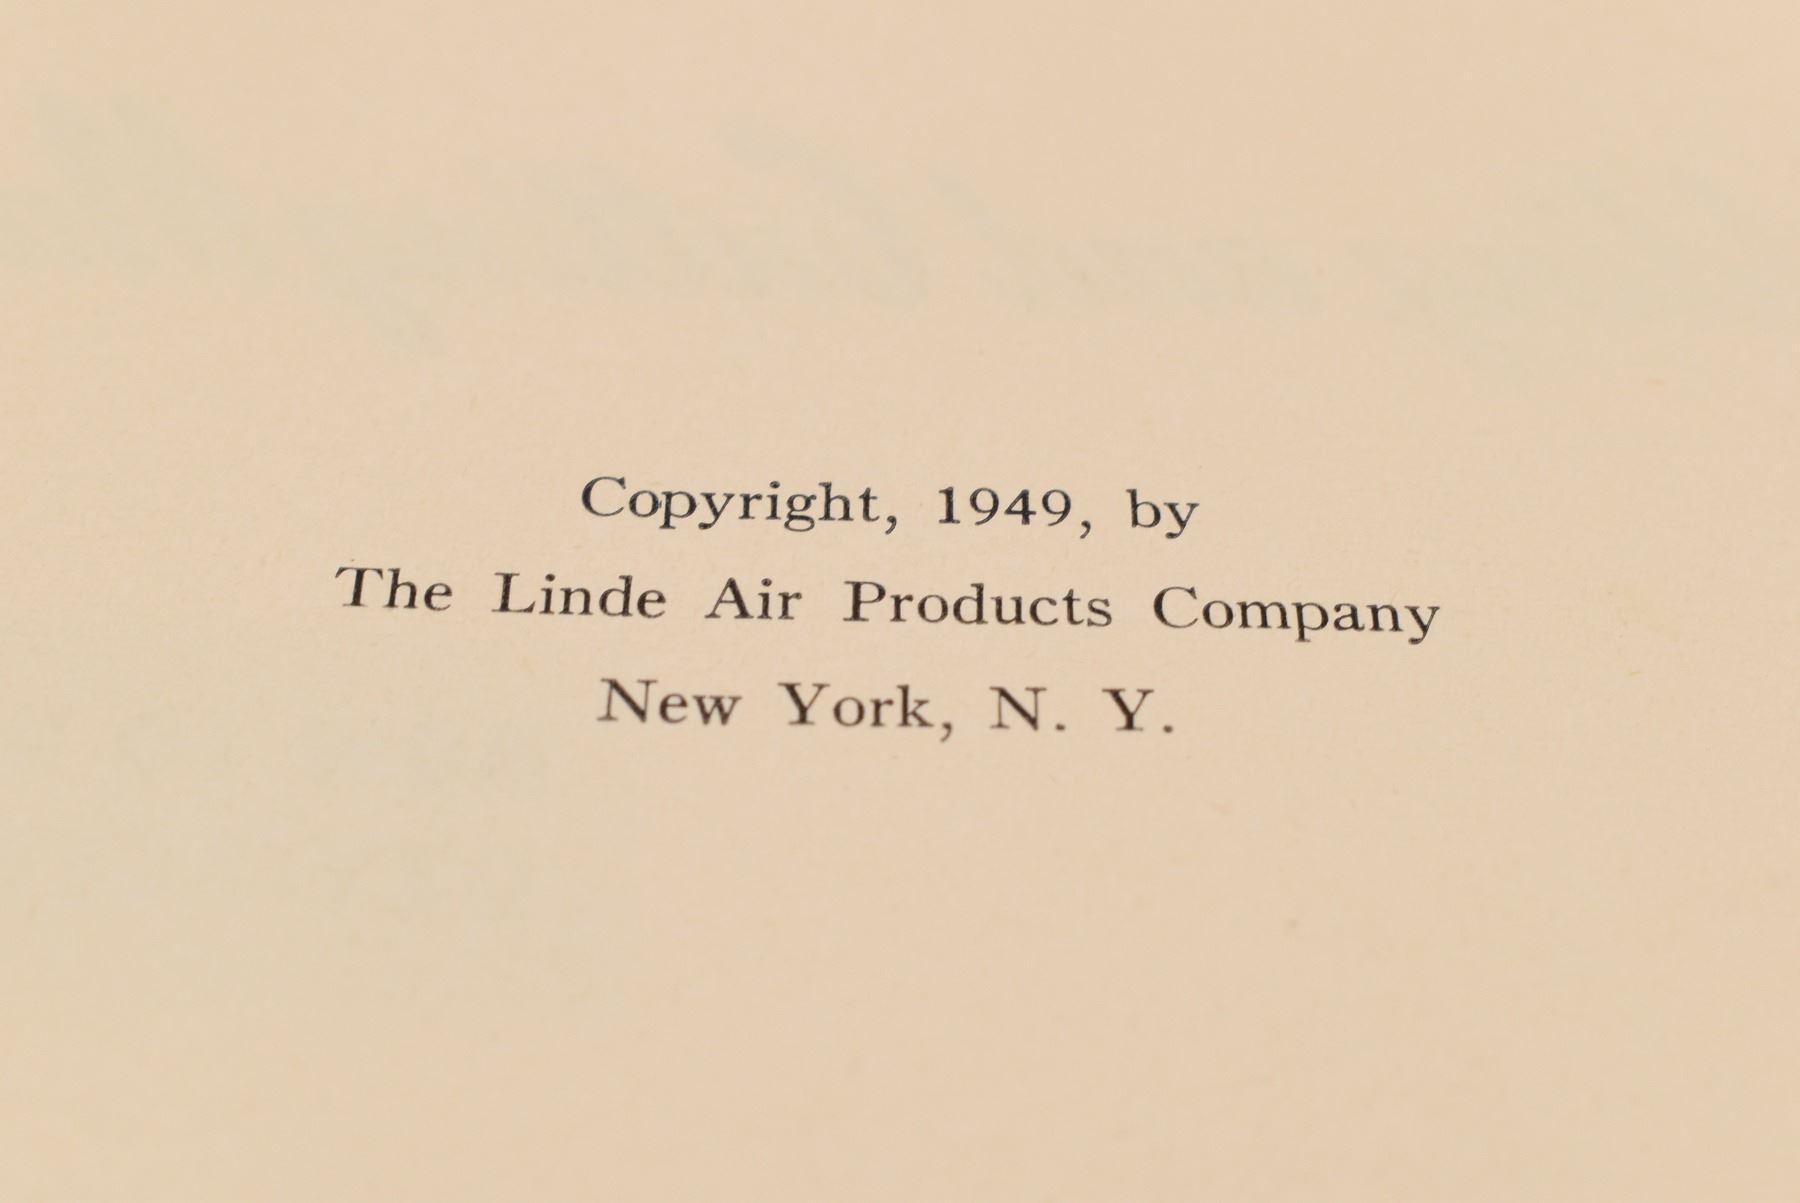 Copyright, 1949, by
The Linde Air Products Company
New York, N. Y.